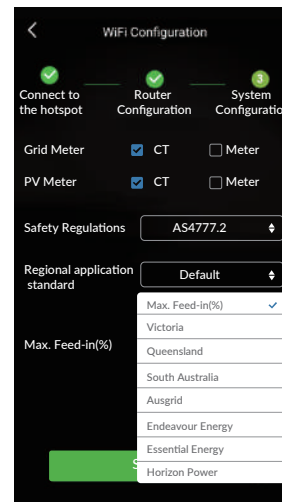 WiFi Configuration
3
Connect to the hotspot
Router Configuration
System Configuratio
Grid Meter CT Meter
PV Meter CT Meter
Safety Regulations AS4777.2
Regional application standard Default
Max. Feed-in(%)
Max. Feed-in(%)
Victoria
Queensland
South Australia
Ausgrid
Endeavour Energy
Essential Energy
Horizon Power
S